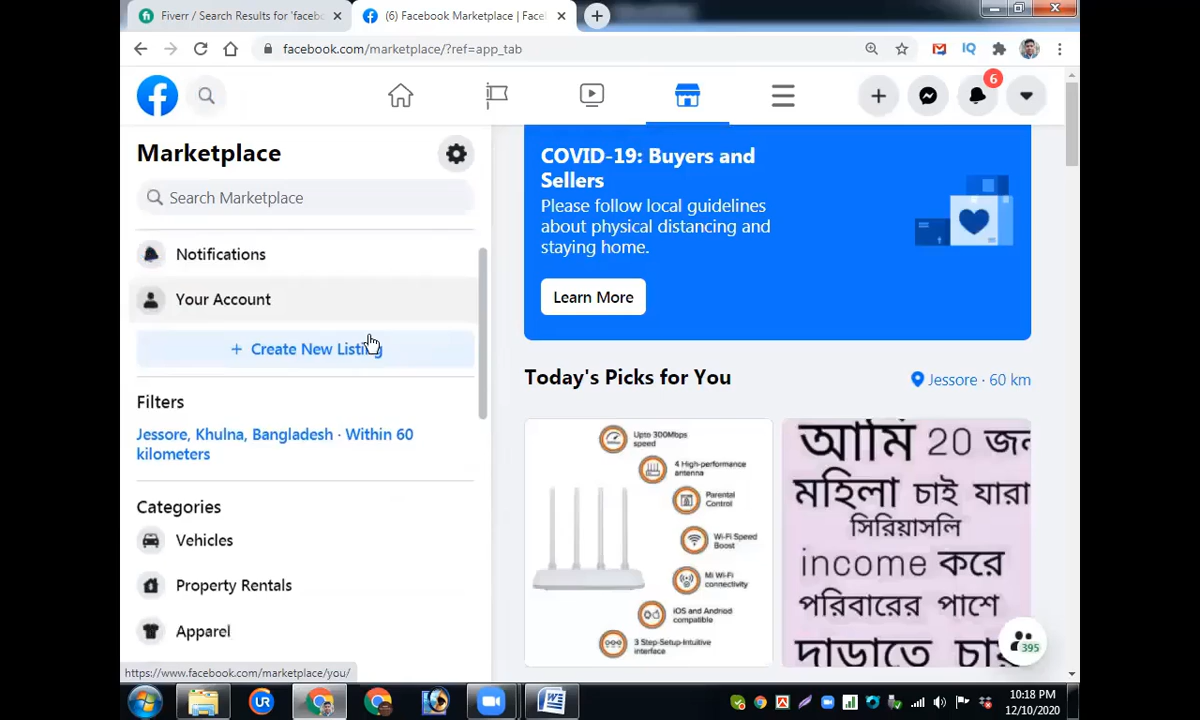 Fiverr / Search Results for 'facebo
(6) Facebook Marketplace | Face
facebook.com/marketplace/?ref=app_tab
IQ
6
Marketplace
Search Marketplace
Notifications
Your Account
+ Create New Listing
Filters
Jessore, Khulna, Bangladesh · Within 60
kilometers
Categories
Vehicles
Property Rentals
Apparel
https://www.facebook.com/marketplace/you/
COVID-19: Buyers and
Sellers
Please follow local guidelines
about physical distancing and
staying home.
Learn More
Today's Picks for You
Jessore · 60 km
Upto 300Mbps
speed
4 High-performance
antenna
Parental
Control
Wi-Fi Speed
Boost
Mi Wi-Fi
connectivity
iOS and Andriod
compatible
3 Step-Setup-Intuitive
interface
আমি 20 জন
মহিলা চাই যারা
সিরিয়াসলি
income করে
পরিবারের পাশে
দাড়াতে চা
395
UR
10:18 PM
12/10/2020